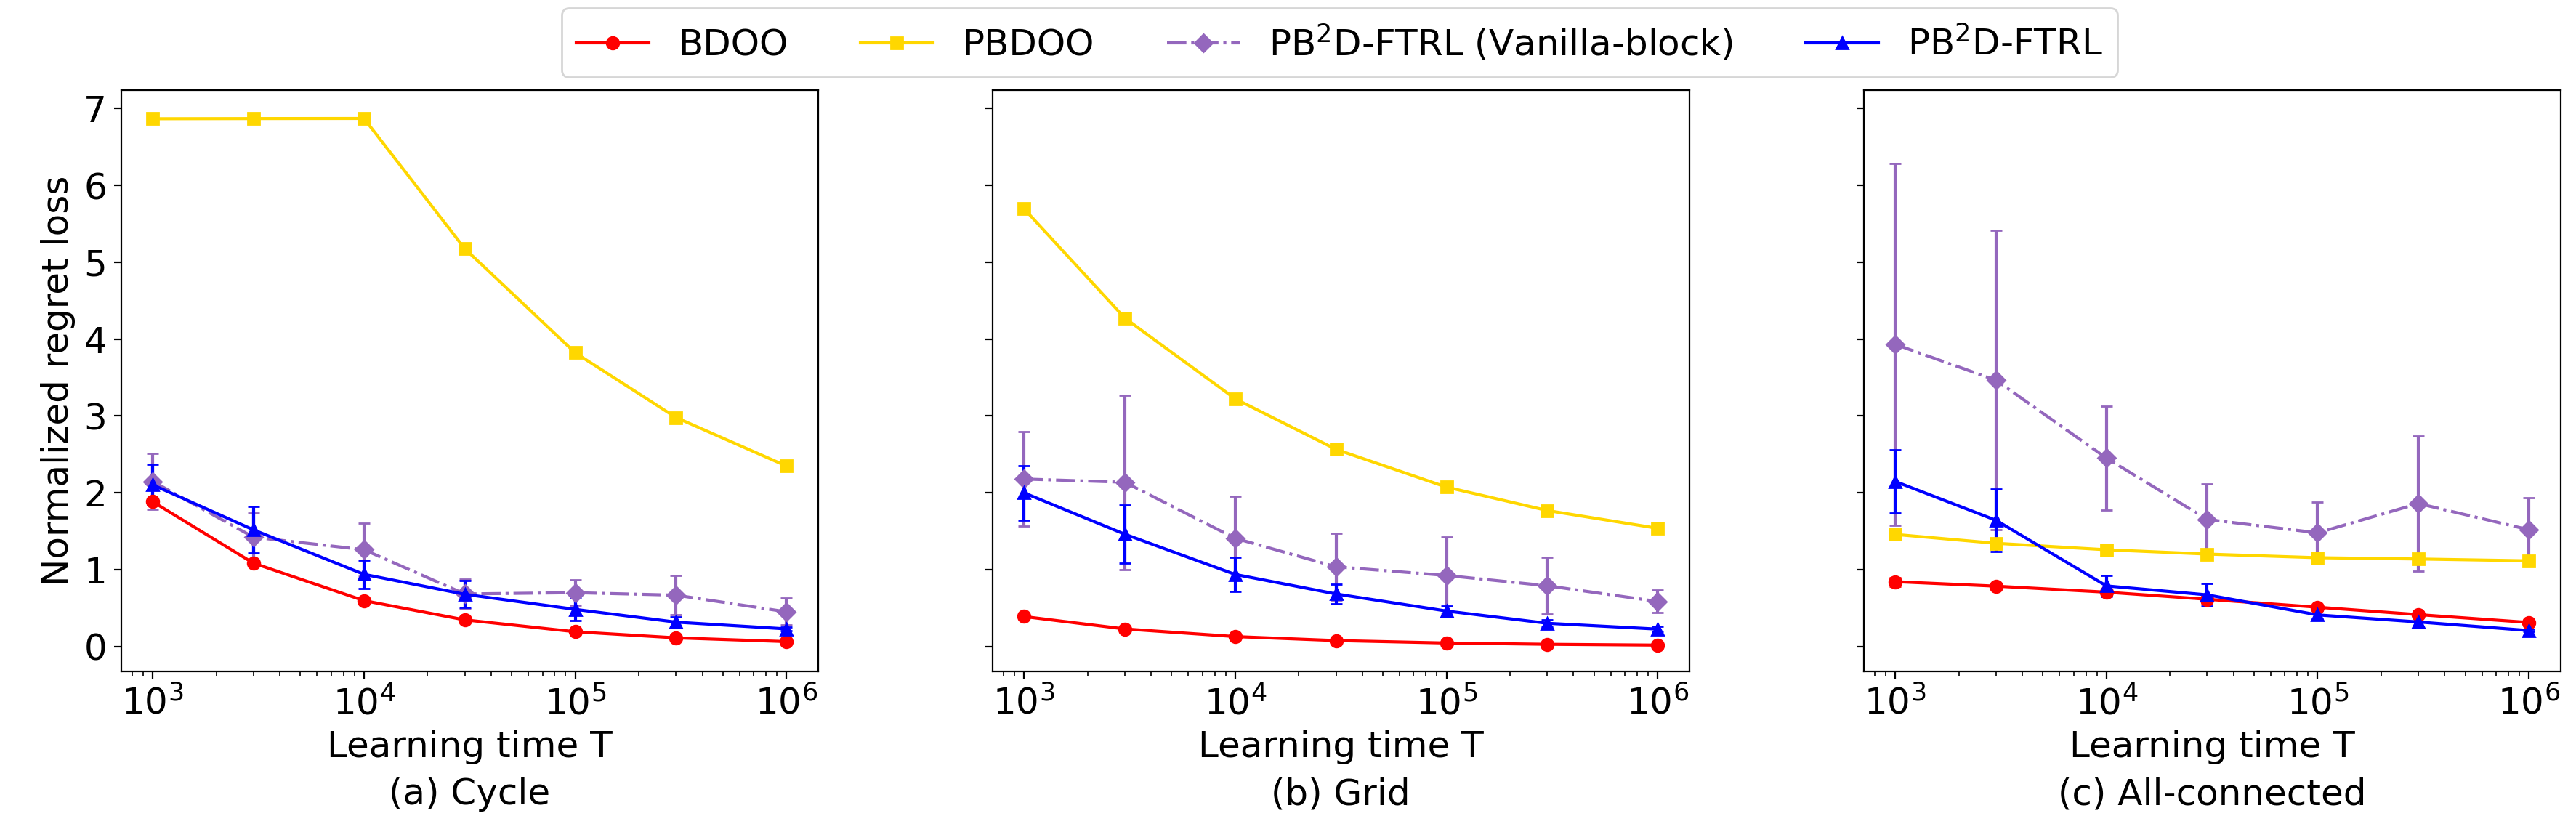 BDOO PBDOO PB²D-FTRL (Vanilla-block) PB²D-FTRL
Normalized regret loss
7
6
5
4
3
2
1
0
10³ 10⁴ 10⁵ 10⁶
Learning time T
(a) Cycle
10³ 10⁴ 10⁵ 10⁶
Learning time T
(b) Grid
10³ 10⁴ 10⁵ 10⁶
Learning time T
(c) All-connected